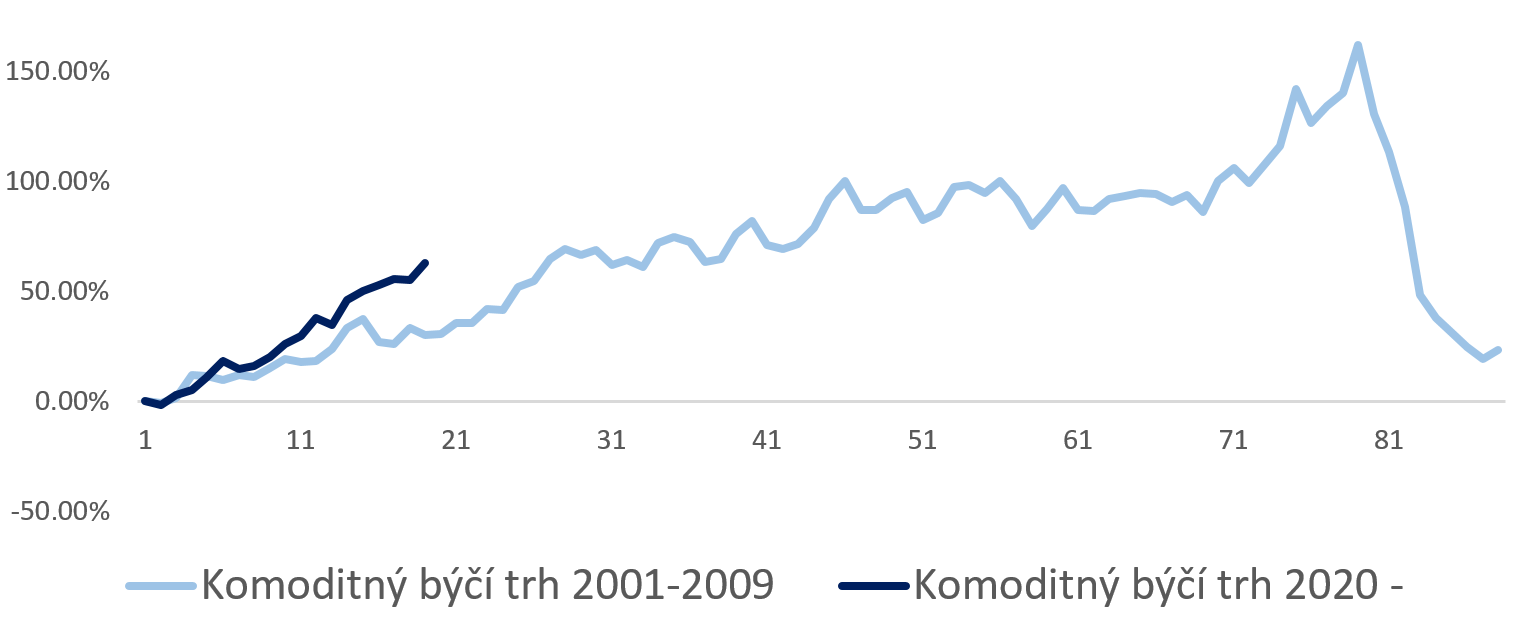 150.00%
100.00%
50.00%
0.00%
1 11 21 31 41 51 61 71 81
-50.00%
Komoditný býčí trh 2001-2009 Komoditný býčí trh 2020 -